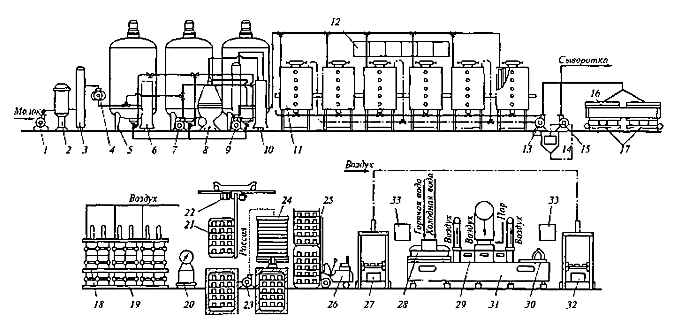 12
Сыворотка
Молоко
16
1 2 3 4 5 6 7 8 9 10 11 13 14 15 17
Воздух
Воздух
22
24
25
21
33
33
Горячая вода
Холодная вода
Воздух
Воздух
Пар
Воздух
Россия
18 19 20 23 26 27 28 29 31 30 32